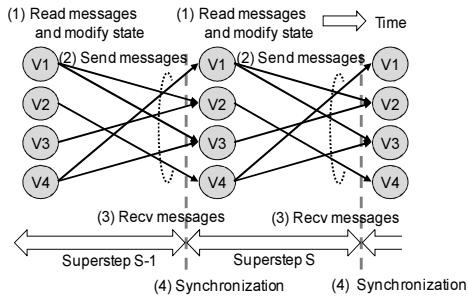 (1) Read messages
and modify state
(1) Read messages
and modify state
Time
(2) Send messages
(2) Send messages
V1
V1
V1
V2
V2
V2
V3
V3
V3
V4
V4
V4
(3) Recv messages
(3) Recv messages
Superstep S-1
Superstep S
(4) Synchronization
(4) Synchronization